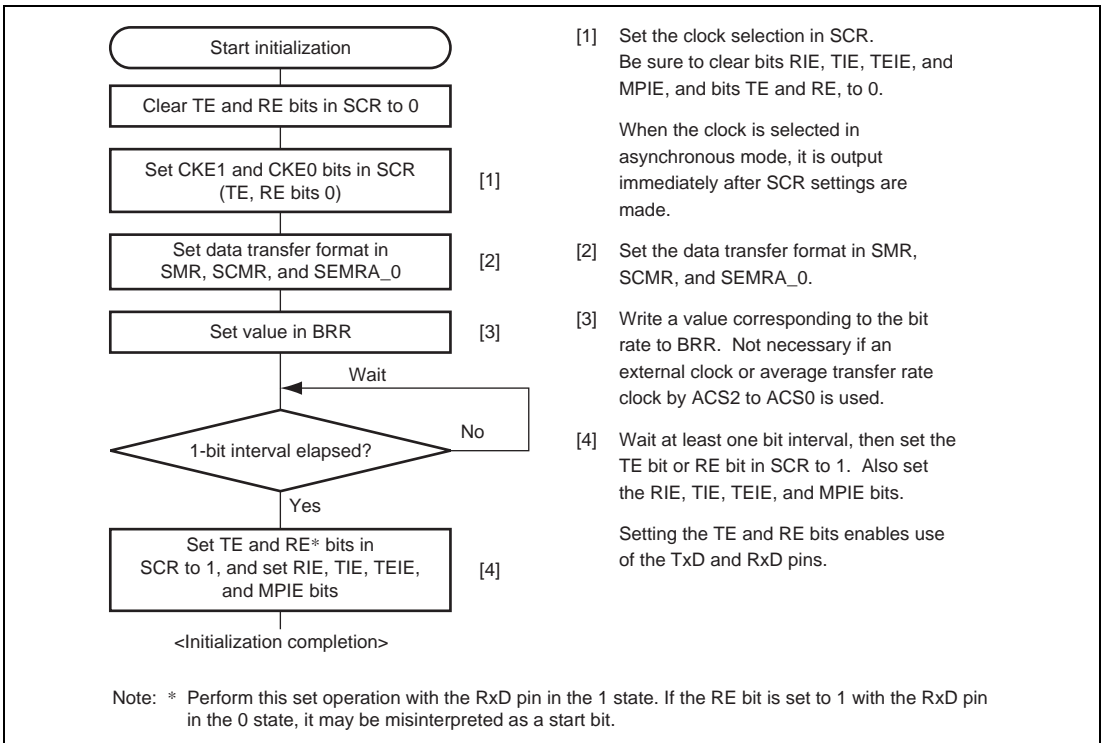 Start initialization
Clear TE and RE bits in SCR to 0
Set CKE1 and CKE0 bits in SCR
(TE, RE bits 0)
[1]
Set data transfer format in
SMR, SCMR, and SEMRA_0
[2]
Set value in BRR
[3]
Wait
1-bit interval elapsed?
No
Yes
Set TE and RE* bits in
SCR to 1, and set RIE, TIE, TEIE,
and MPIE bits
[4]
<Initialization completion>
[1] Set the clock selection in SCR.
Be sure to clear bits RIE, TIE, TEIE, and
MPIE, and bits TE and RE, to 0.
When the clock is selected in
asynchronous mode, it is output
immediately after SCR settings are
made.
[2] Set the data transfer format in SMR,
SCMR, and SEMRA_0.
[3] Write a value corresponding to the bit
rate to BRR. Not necessary if an
external clock or average transfer rate
clock by ACS2 to ACS0 is used.
[4] Wait at least one bit interval, then set the
TE bit or RE bit in SCR to 1. Also set
the RIE, TIE, TEIE, and MPIE bits.
Setting the TE and RE bits enables use
of the TxD and RxD pins.
Note: * Perform this set operation with the RxD pin in the 1 state. If the RE bit is set to 1 with the RxD pin
in the 0 state, it may be misinterpreted as a start bit.